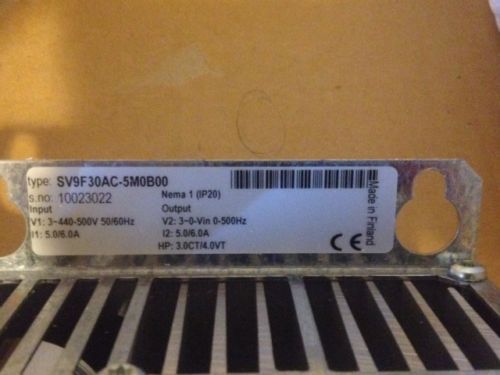 type: SV9F30AC-5M0B00
s.no: 10023022 Nema 1 (IP20)
Input Output
V1: 3~440-500V 50/60Hz V2: 3~0-Vin 0-500Hz
I1: 5.0/6.0A I2: 5.0/6.0A
HP: 3.0CT/4.0VT
CE
Made in Finland